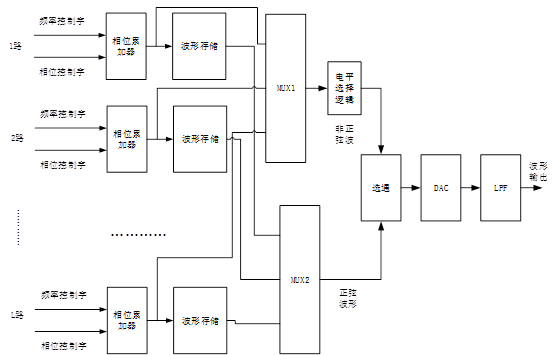 频率控制字
1路
相位控制字
相位累加器
波形存储
MUX1
电平选择逻辑
非正弦波
频率控制字
2路
相位控制字
相位累加器
波形存储
选通
DAC
LPF
波形输出
…………
MUX2
正弦波形
频率控制字
L路
相位控制字
相位累加器
波形存储